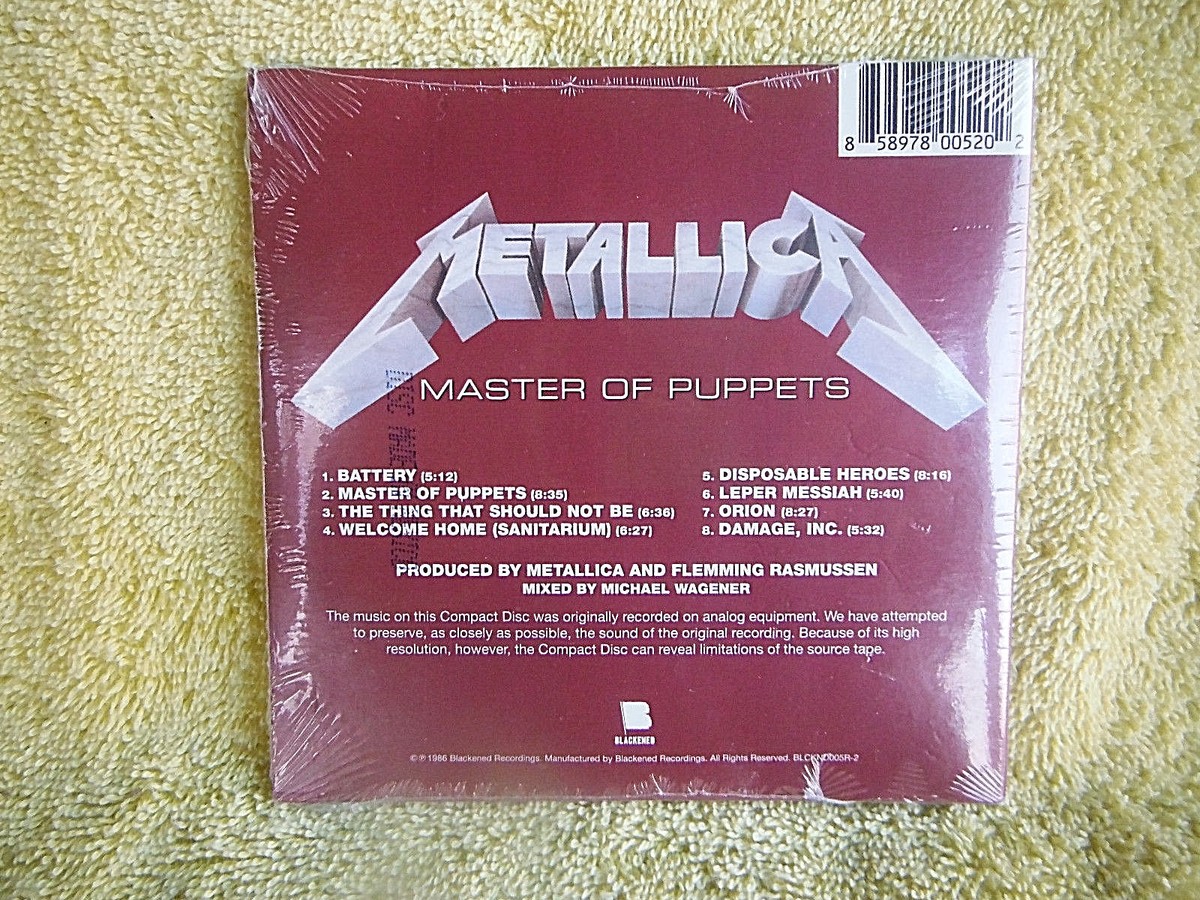 8 58978 00520 2
METALLICA
MASTER OF PUPPETS
1. BATTERY (5:12)
2. MASTER OF PUPPETS (8:35)
3. THE THING THAT SHOULD NOT BE (6:36)
4. WELCOME HOME (SANITARIUM) (6:27)
5. DISPOSABLE HEROES (8:16)
6. LEPER MESSIAH (5:40)
7. ORION (8:27)
8. DAMAGE, INC. (5:32)
PRODUCED BY METALLICA AND FLEMMING RASMUSSEN
MIXED BY MICHAEL WAGENER
The music on this Compact Disc was originally recorded on analog equipment. We have attempted
to preserve, as closely as possible, the sound of the original recording. Because of its high
resolution, however, the Compact Disc can reveal limitations of the source tape.
B
BLACKENED
© ℗ 1986 Blackened Recordings. Manufactured by Blackened Recordings. All Rights Reserved. BLCKND005R-2